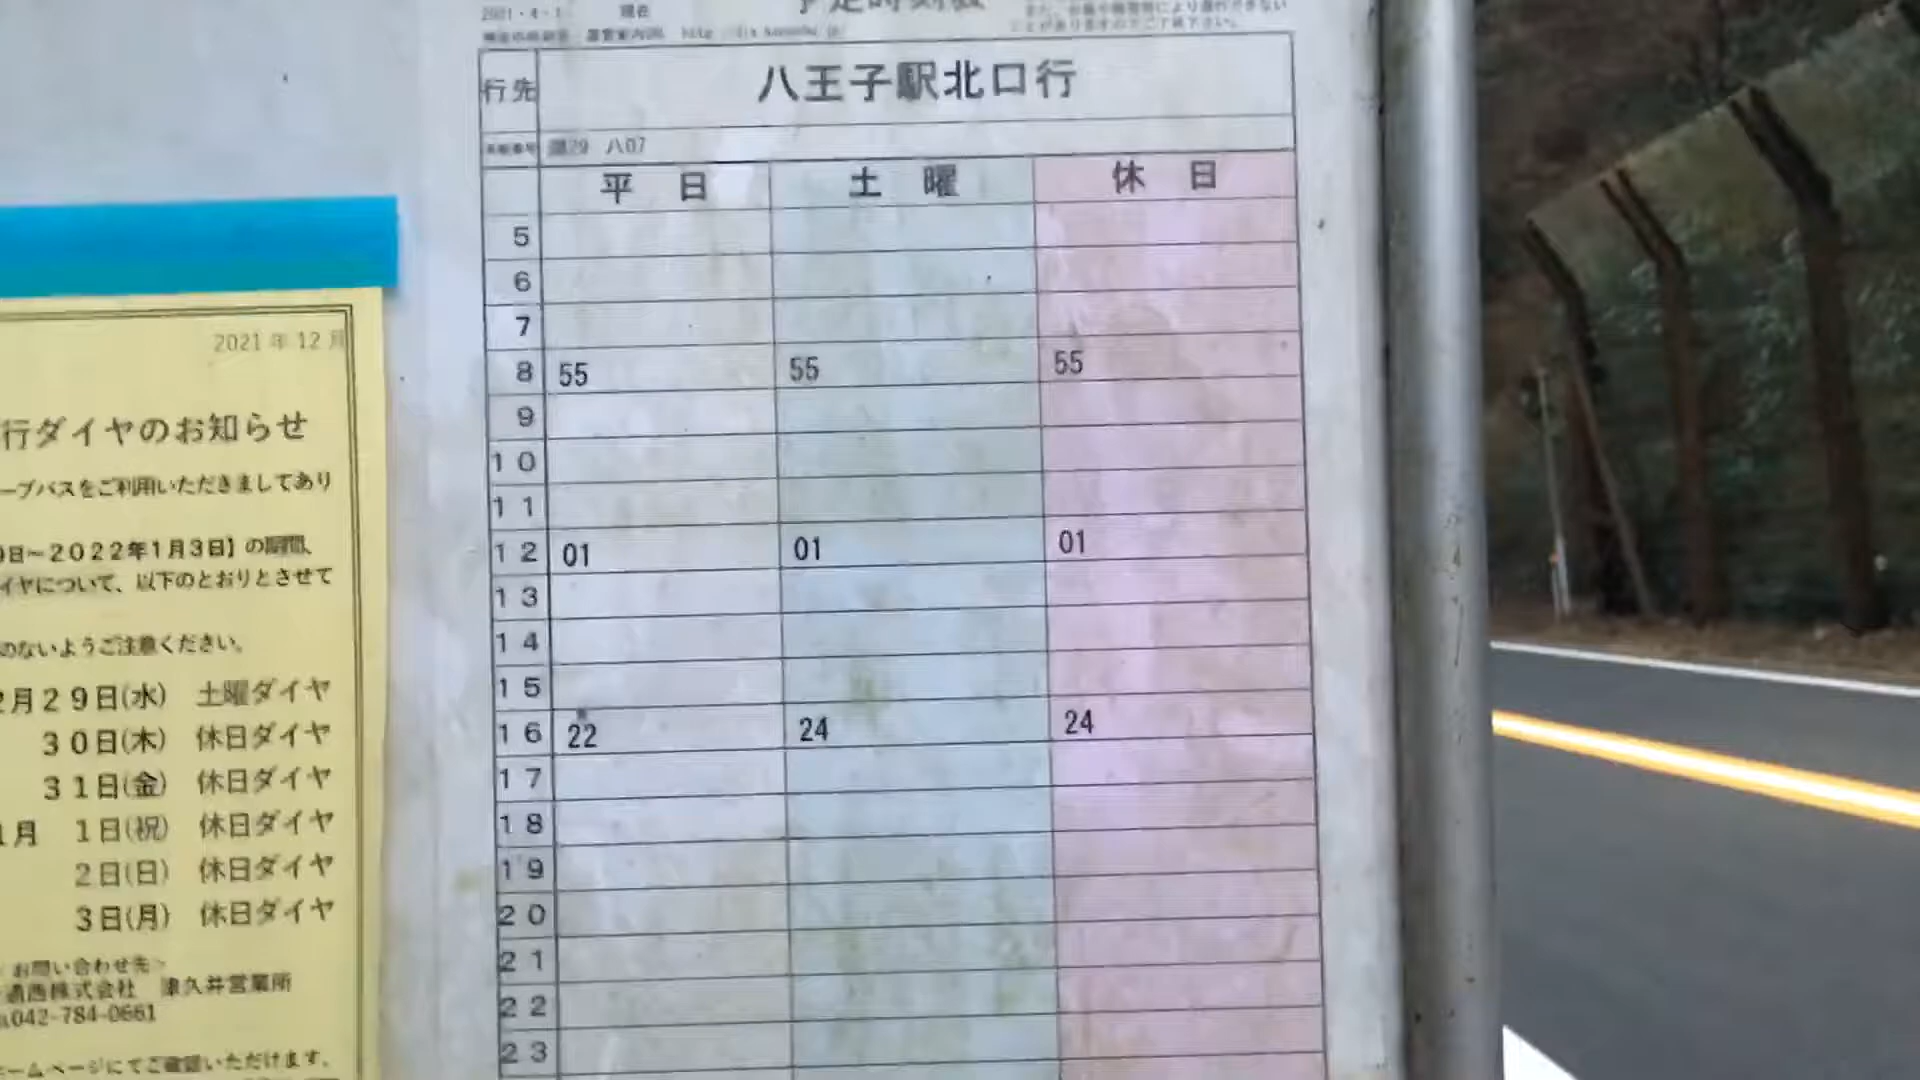 2021・4・1 現在 予定時刻表
行先 八王子駅北口行
八07
平日 土曜 休日
5
6
7
8 55 55 55
9
10
11
12 01 01 01
13
14
15
16 22 24 24
17
18
19
20
21
22
23
2021年12月
行ダイヤのお知らせ
ープバスをご利用いただきましてあり
日~2022年1月3日】の期間、
イヤについて、以下のとおりとさせて
のないようご注意ください。
2月29日(水) 土曜ダイヤ
30日(木) 休日ダイヤ
31日(金) 休日ダイヤ
1月 1日(祝) 休日ダイヤ
2日(日) 休日ダイヤ
3日(月) 休日ダイヤ
お問い合わせ先
株式会社 津久井営業所
042-784-0661
ームページにてご確認いただけます。